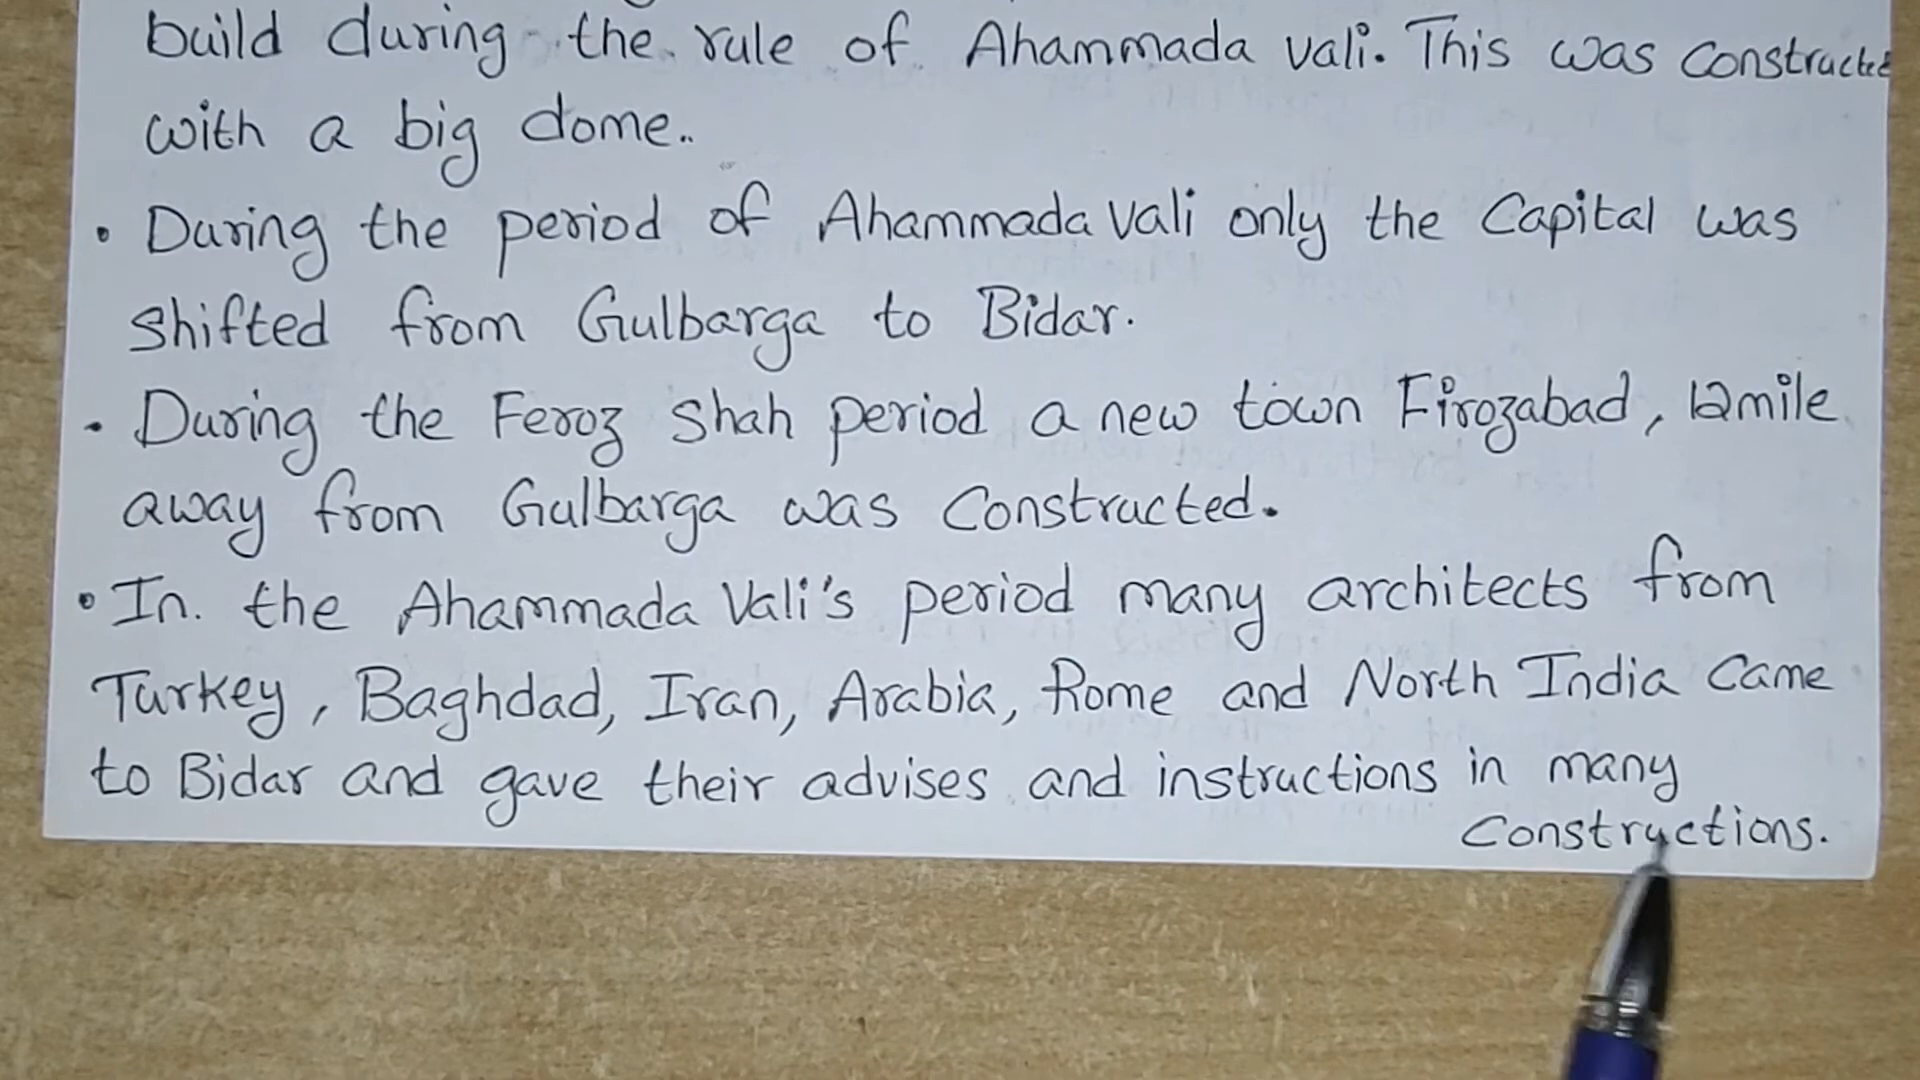 build during the rule of Ahammada Vali. This was constructed
with a big dome..
• During the period of Ahammada Vali only the Capital was
shifted from Gulbarga to Bidar.
• During the Feroz Shah period a new town Firozabad, 12mile
away from Gulbarga was Constructed.
• In. the Ahammada Vali's period many architects from
Turkey, Baghdad, Iran, Arabia, Rome and North India Came
to Bidar and gave their advises and instructions in many
Constructions.